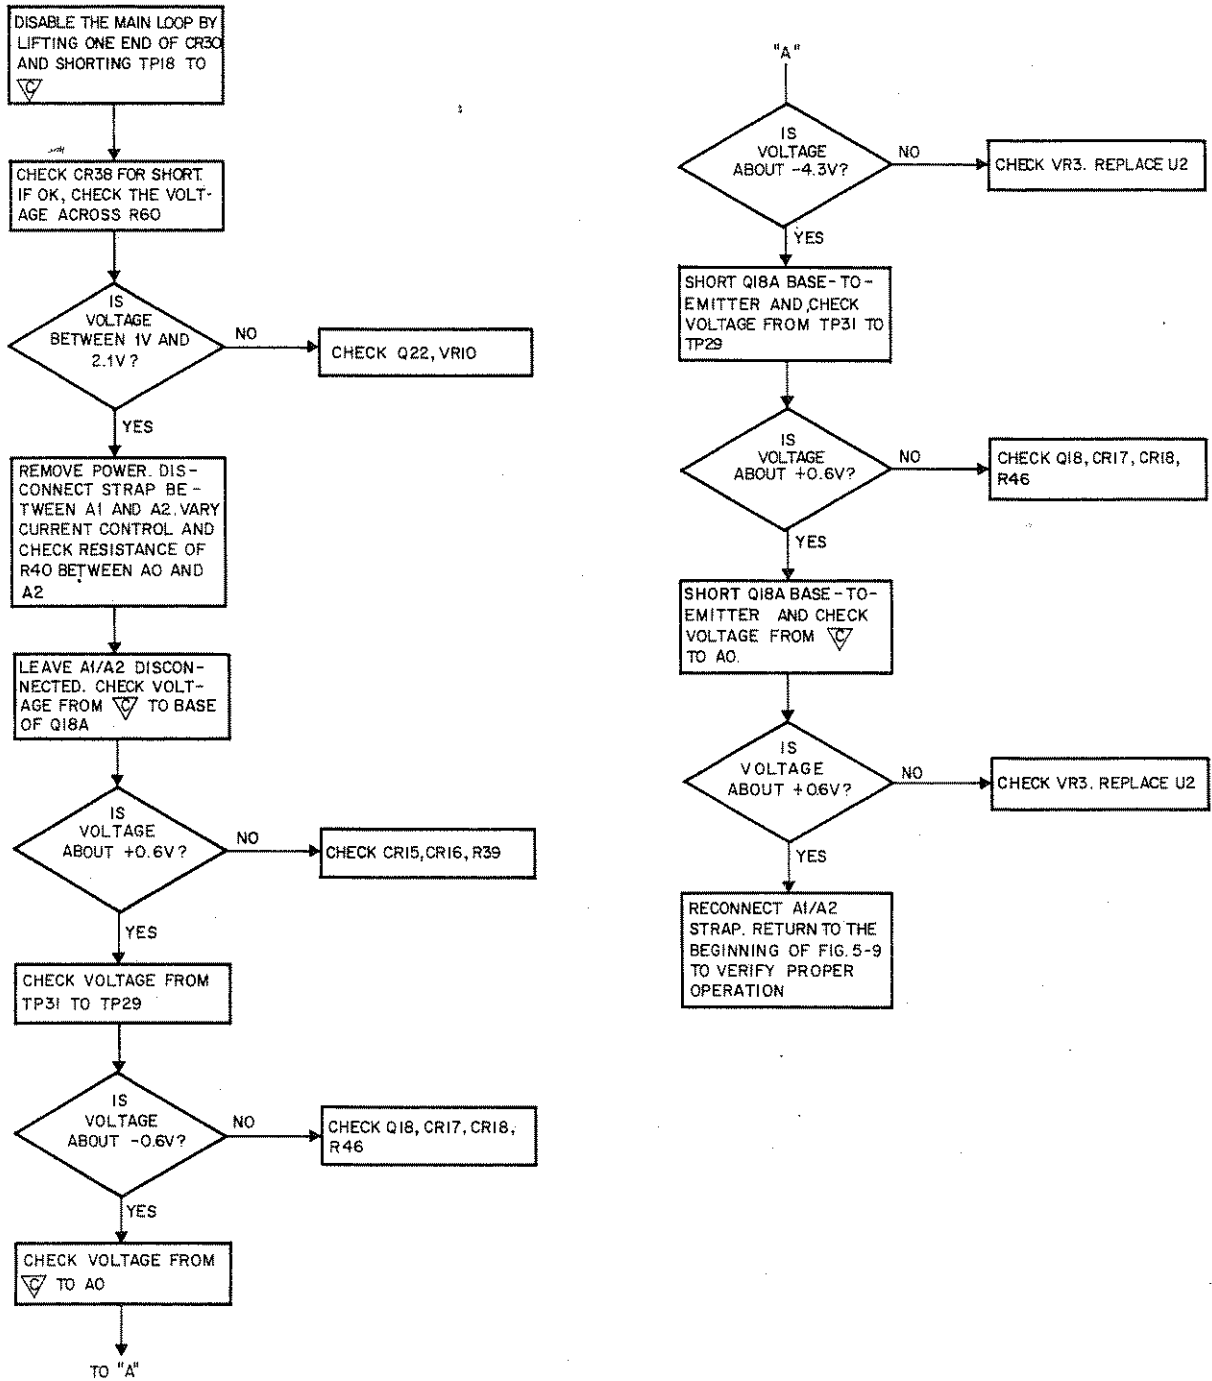 DISABLE THE MAIN LOOP BY
LIFTING ONE END OF CR30
AND SHORTING TP18 TO
C
CHECK CR38 FOR SHORT.
IF OK, CHECK THE VOLT-
AGE ACROSS R60
IS
VOLTAGE
BETWEEN 1V AND
2.1V?
NO
CHECK Q22, VR10
YES
REMOVE POWER. DIS-
CONNECT STRAP BE-
TWEEN A1 AND A2. VARY
CURRENT CONTROL AND
CHECK RESISTANCE OF
R40 BETWEEN A0 AND
A2
LEAVE A1/A2 DISCON-
NECTED. CHECK VOLT-
AGE FROM C TO BASE
OF Q18A
IS
VOLTAGE
ABOUT +0.6V?
NO
CHECK CR15, CR16, R39
YES
CHECK VOLTAGE FROM
TP31 TO TP29
IS
VOLTAGE
ABOUT -0.6V?
NO
CHECK Q18, CR17, CR18,
R46
YES
CHECK VOLTAGE FROM
C TO A0
TO "A"
"A"
IS
VOLTAGE
ABOUT -4.3V?
NO
CHECK VR3. REPLACE U2
YES
SHORT Q18A BASE-TO-
EMITTER AND, CHECK
VOLTAGE FROM TP31 TO
TP29
IS
VOLTAGE
ABOUT +0.6V?
NO
CHECK Q18, CR17, CR18,
R46
YES
SHORT Q18A BASE-TO-
EMITTER AND CHECK
VOLTAGE FROM C
TO A0.
IS
VOLTAGE
ABOUT +0.6V?
NO
CHECK VR3. REPLACE U2
YES
RECONNECT A1/A2
STRAP. RETURN TO THE
BEGINNING OF FIG. 5-9
TO VERIFY PROPER
OPERATION